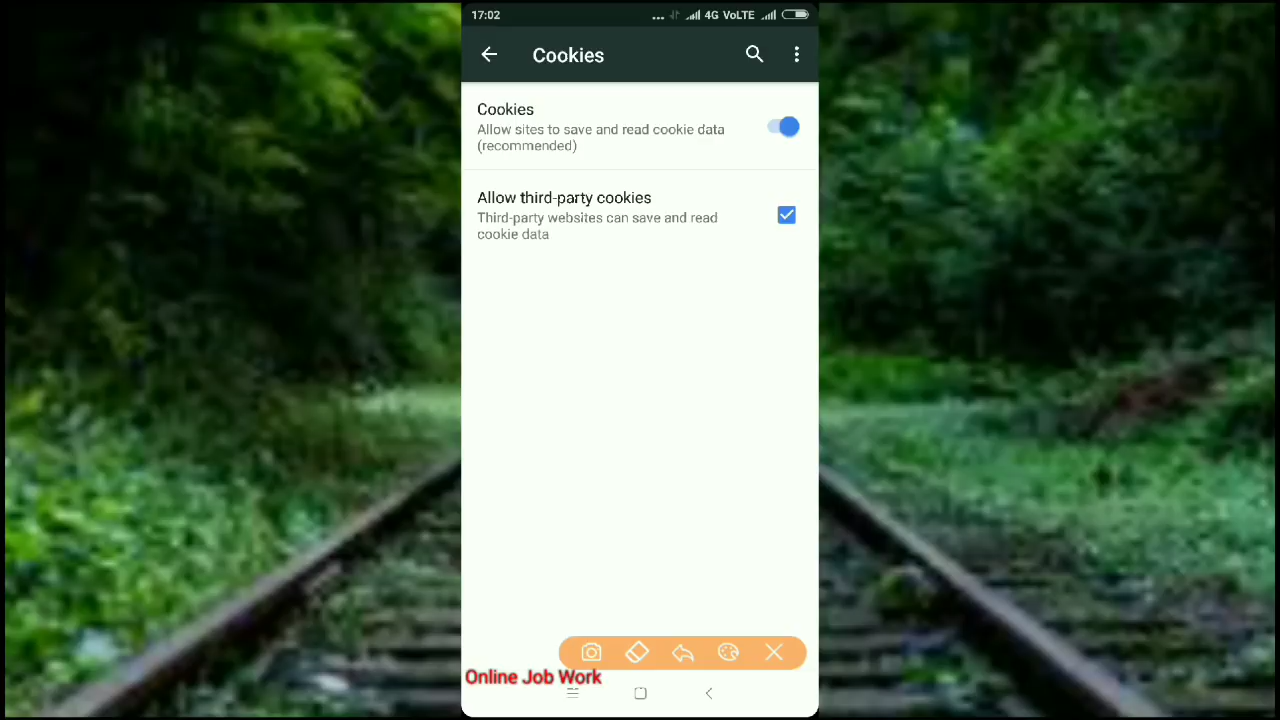 17:02
4G VoLTE
Cookies
Cookies
Allow sites to save and read cookie data
(recommended)
Allow third-party cookies
Third-party websites can save and read
cookie data
Online Job Work